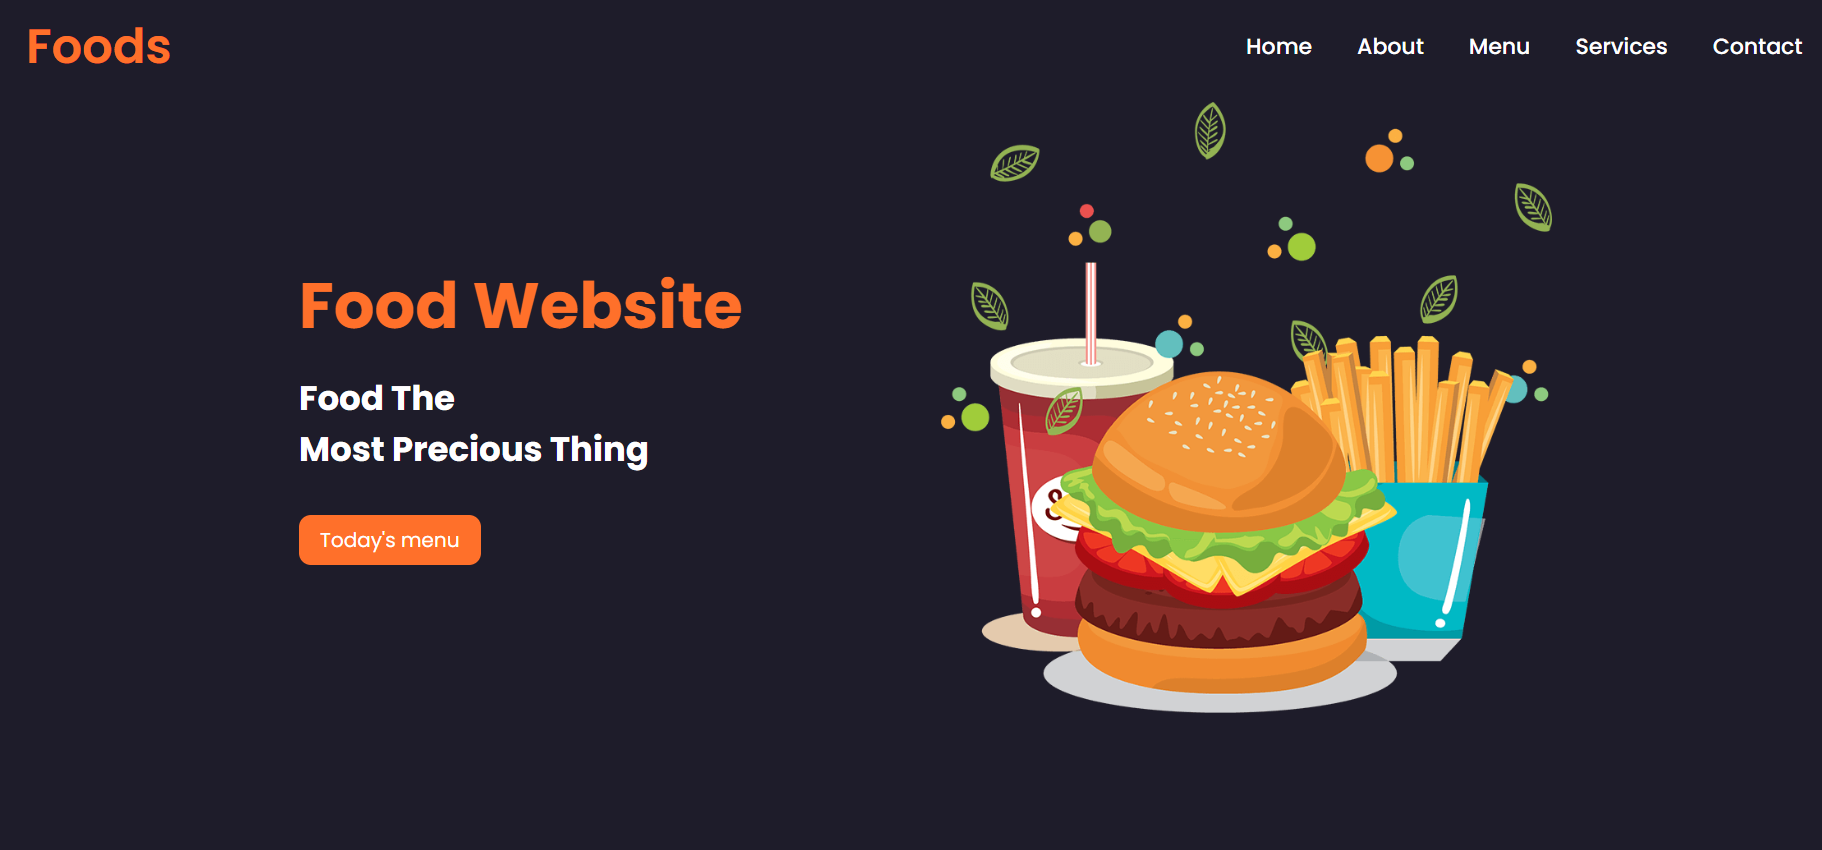 Foods
Home About Menu Services Contact
Food Website
Food The
Most Precious Thing
Today's menu